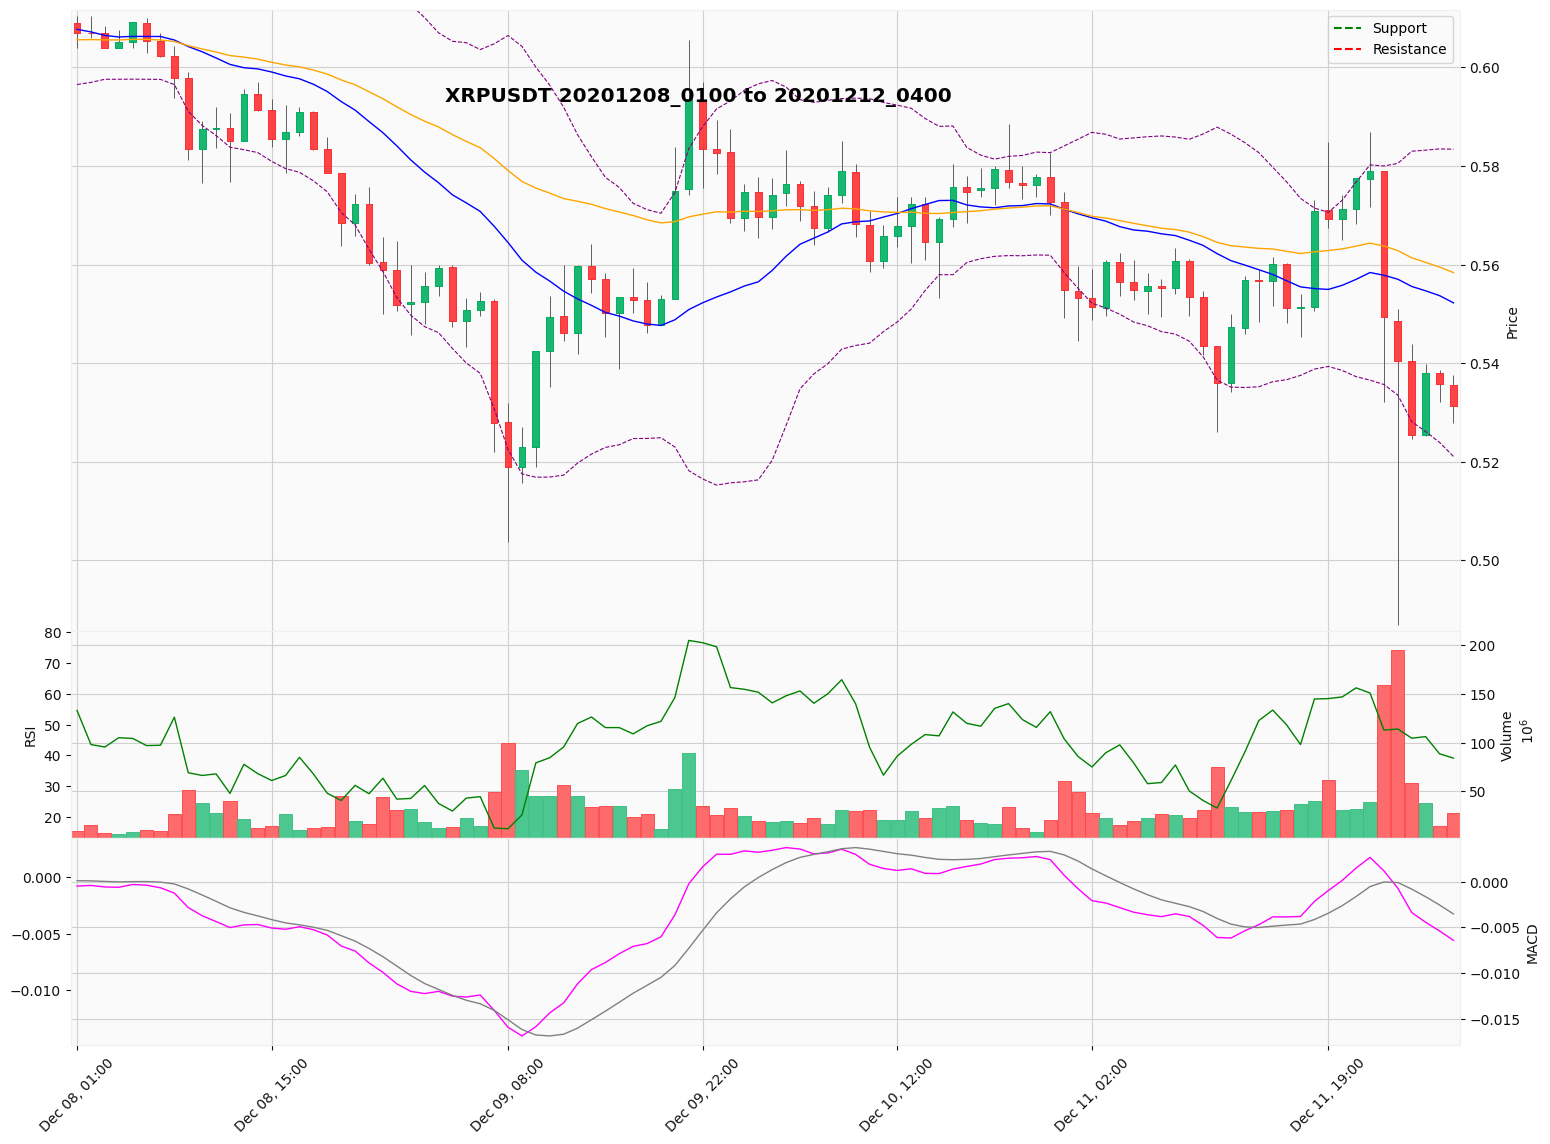 XRPUSDT 20201208_0100 to 20201212_0400
Support
Resistance
0.60
0.58
0.56
0.54
0.52
0.50
Price
80
70
60
50
40
30
20
RSI
200
150
100
50
Volume
10^6
0.000
−0.005
−0.010
0.000
−0.005
−0.010
−0.015
MACD
Dec 08, 01:00
Dec 08, 15:00
Dec 09, 08:00
Dec 09, 22:00
Dec 10, 12:00
Dec 11, 02:00
Dec 11, 19:00